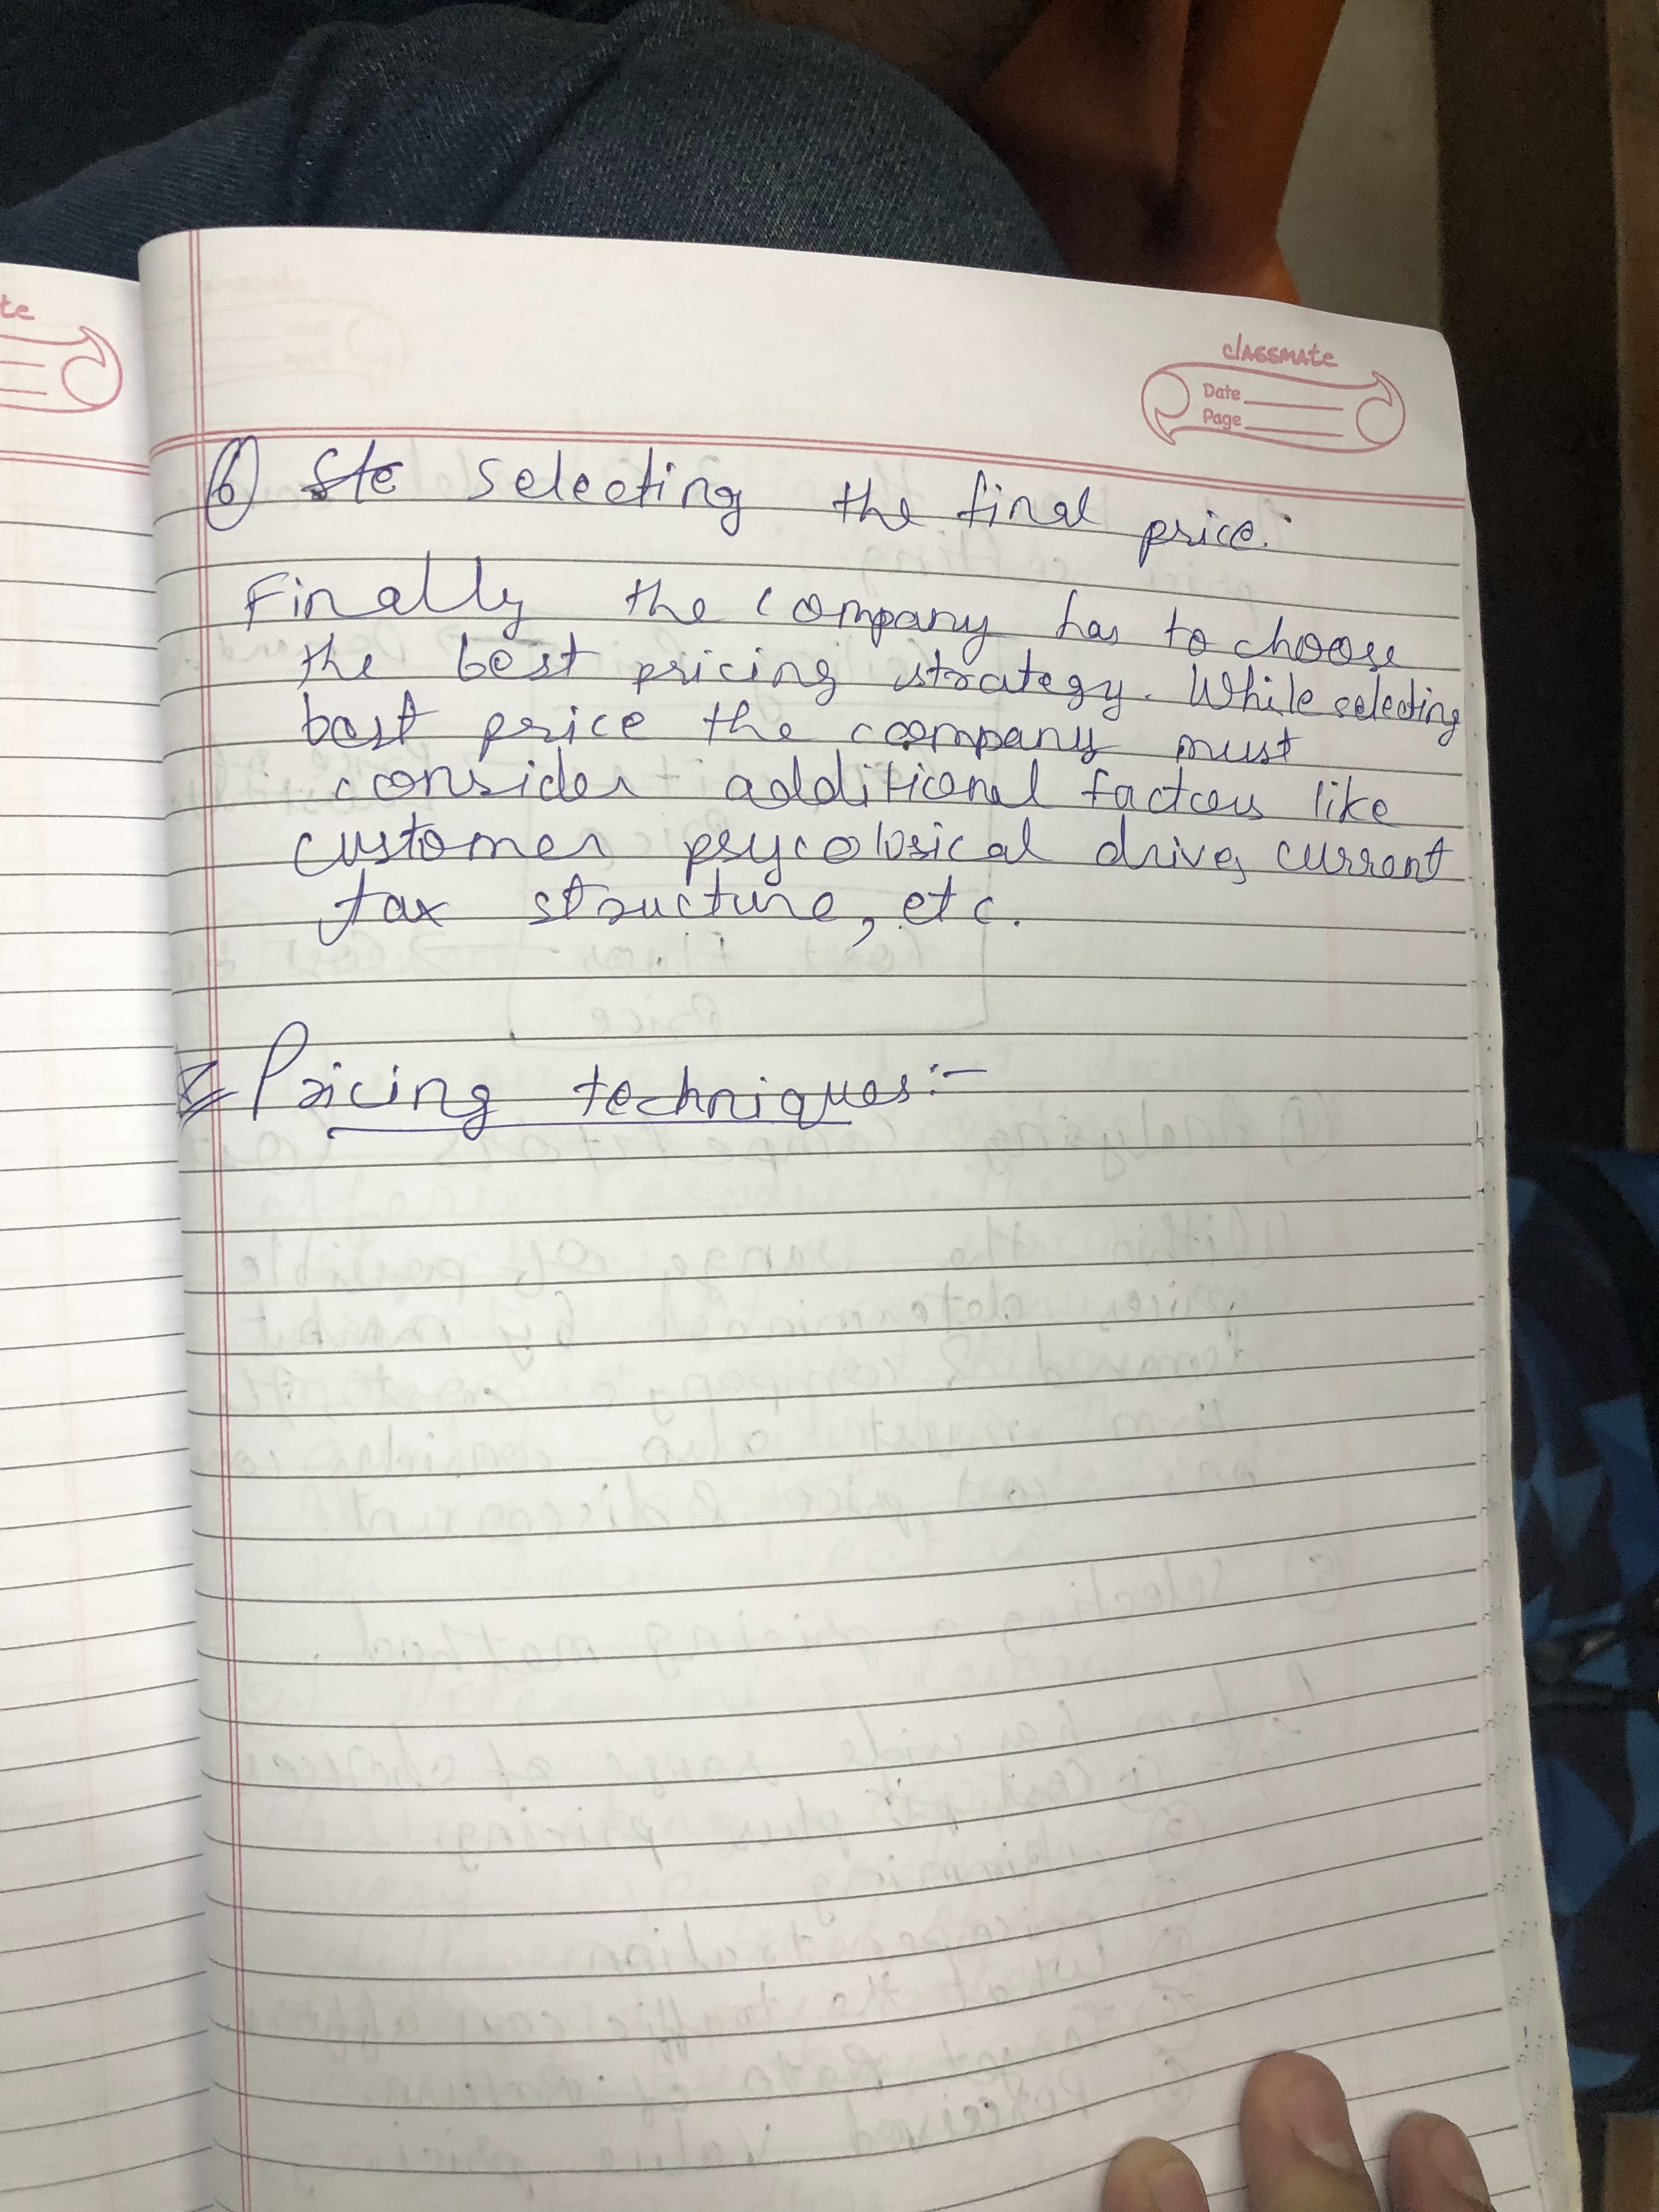 te
classmate
Date
Page
6) Ste selecting the final price:
Finally the company has to choose
the best pricing strategy. While selecting
best price the company must
consider additional factors like
customer psycolosical drive, current
tax structure, etc.
Pricing techniques:-